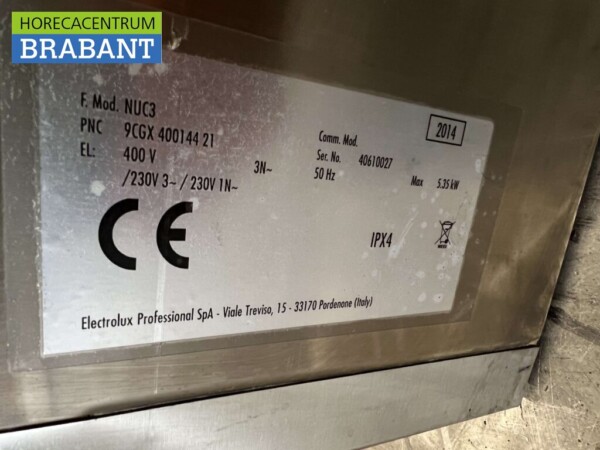 HORECACENTRUM
BRABANT
F. Mod. NUC3
Comm. Mod.
2014
PNC 9CGX 400144 21
Ser. No. 40610027
EL: 400 V 3N~ 50 Hz Max 5.35 kW
/230V 3~ /230V 1N~
CE
IPX4
Electrolux Professional SpA - Viale Treviso, 15 - 33170 Pordenone (Italy)